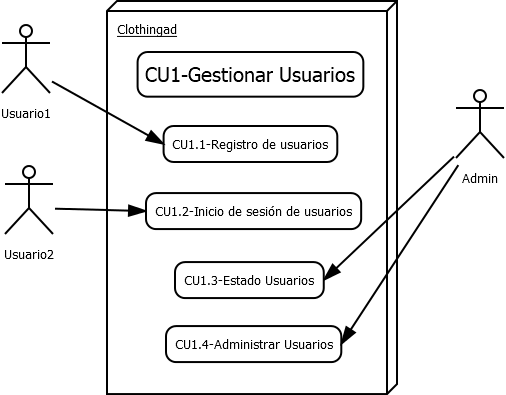 Clothingad
CU1-Gestionar Usuarios
Usuario1
CU1.1-Registro de usuarios
Admin
CU1.2-Inicio de sesión de usuarios
Usuario2
CU1.3-Estado Usuarios
CU1.4-Administrar Usuarios